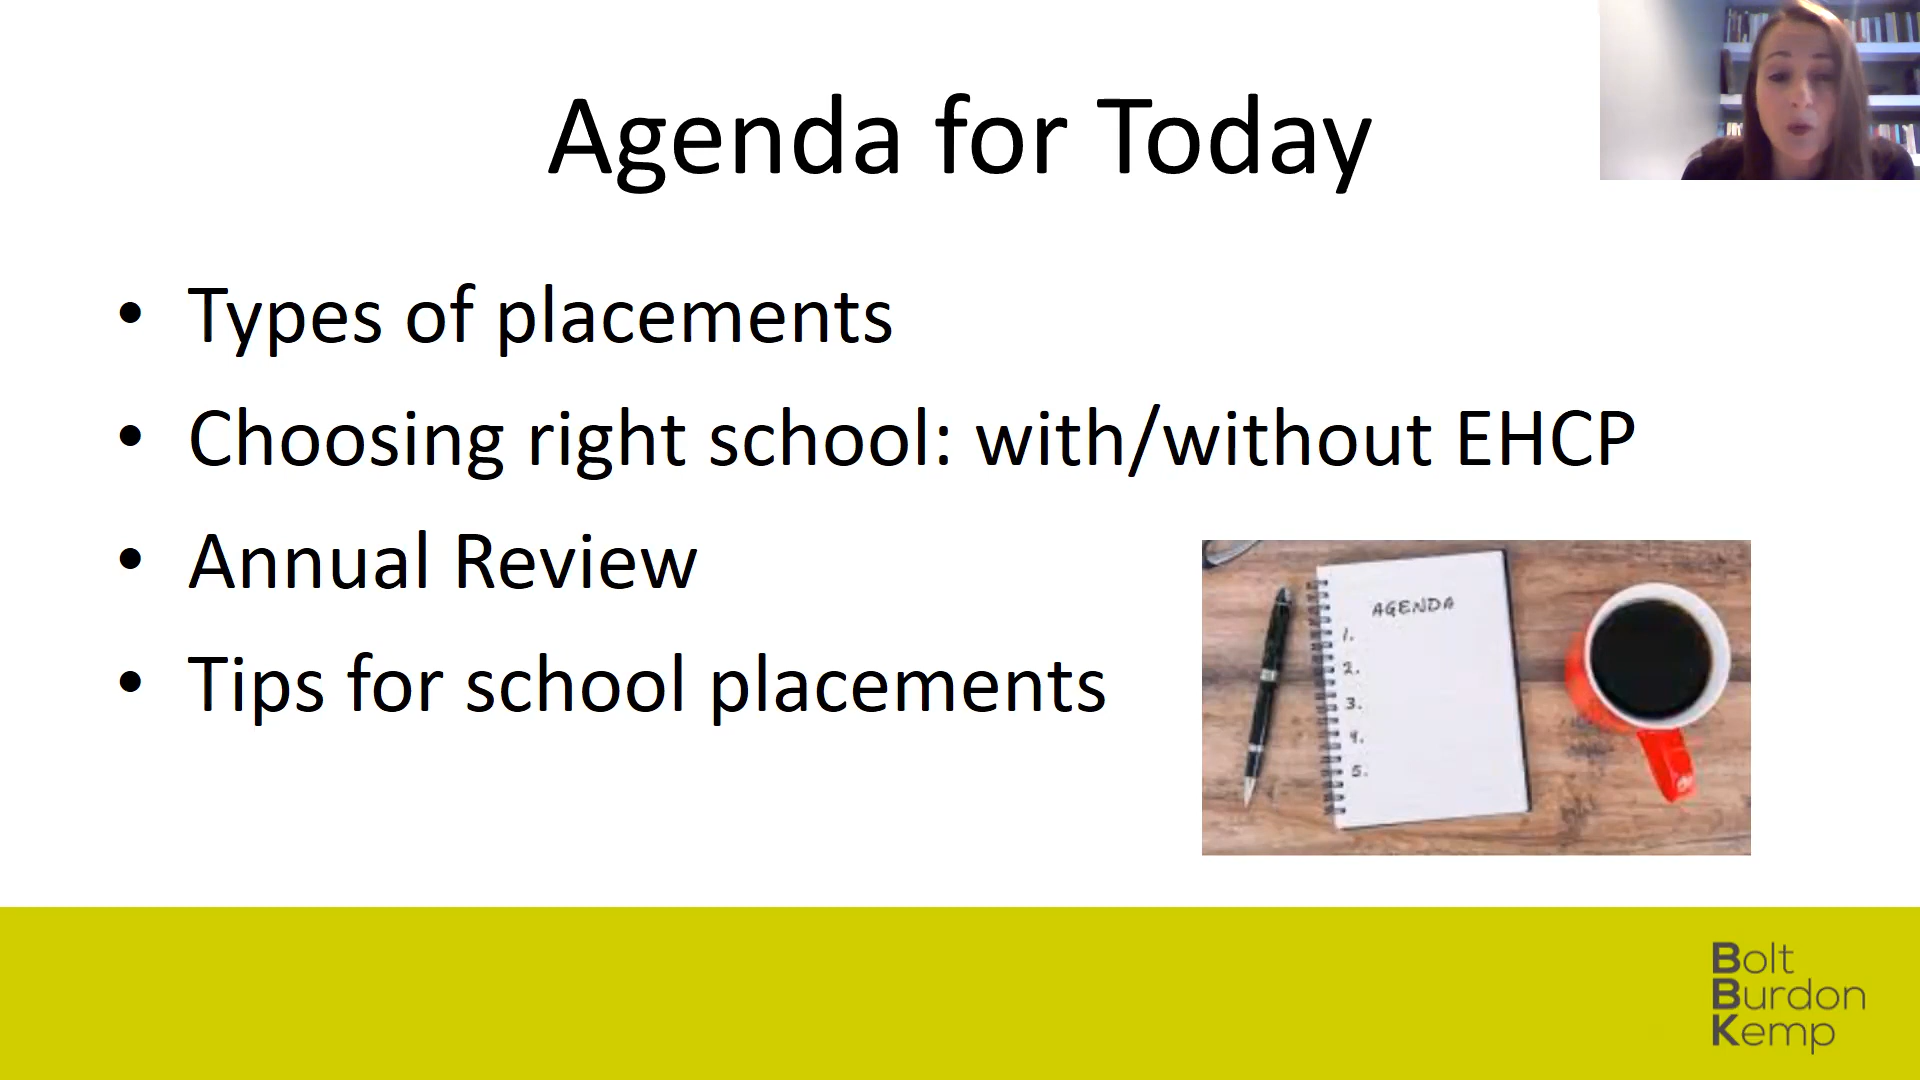 Agenda for Today
• Types of placements
• Choosing right school: with/without EHCP
• Annual Review
• Tips for school placements
AGENDA
1.
2.
3.
4.
5.
Bolt
Burdon
Kemp